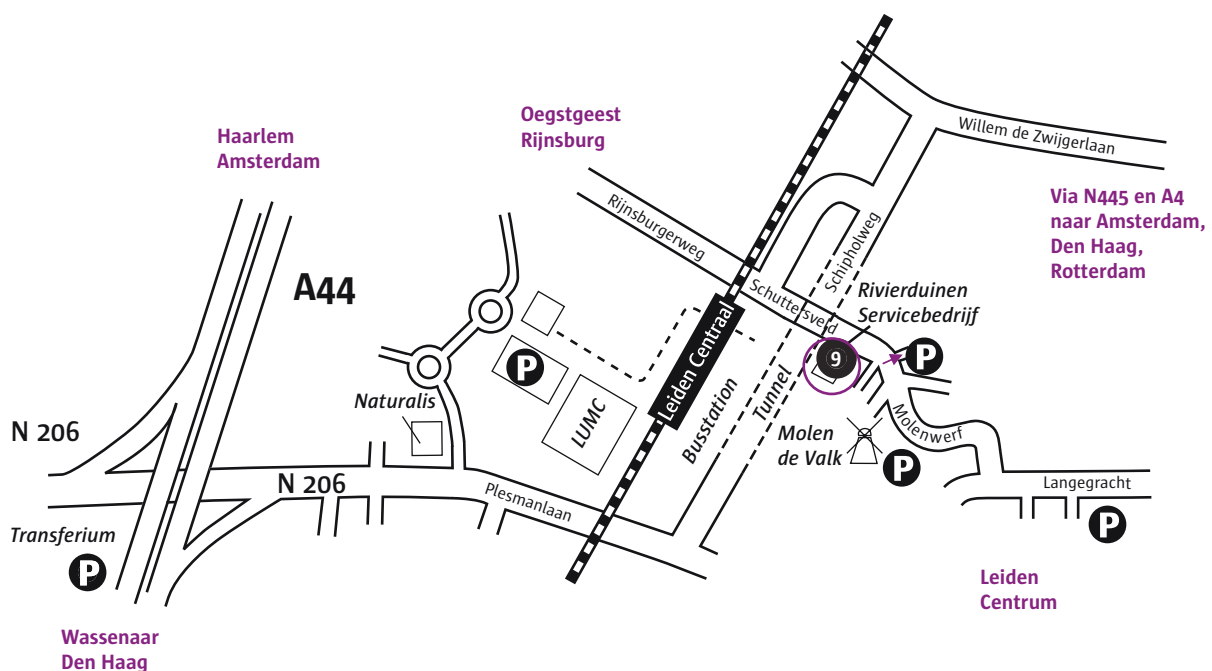 Oegstgeest
Rijnsburg
Haarlem
Amsterdam
Willem de Zwijgerlaan
Via N445 en A4
naar Amsterdam,
Den Haag,
Rotterdam
Rijnsburgerweg
Schipholweg
A44
Schuttersveld
Rivierduinen
Servicebedrijf
9
P
P
Leiden Centraal
Naturalis
LUMC
Busstation
Tunnel
Molenwerf
Molen
de Valk
P
N 206
N 206
Plesmanlaan
Langegracht
P
Transferium
P
Leiden
Centrum
Wassenaar
Den Haag